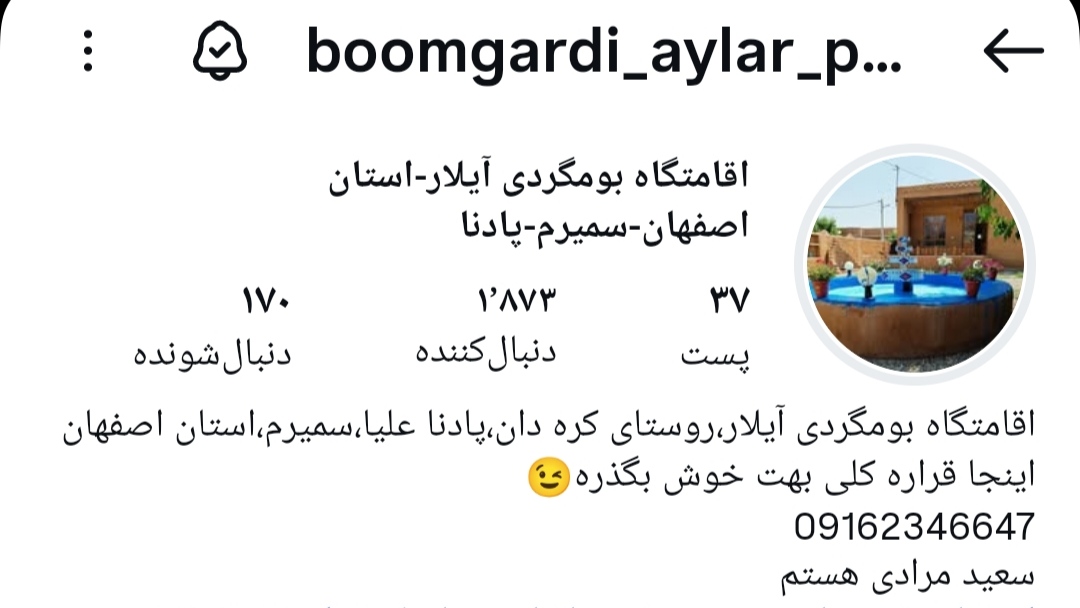 boomgardi_aylar_p...
اقامتگاه بومگردی آیلار-استان
اصفهان-سمیرم-پادنا
۳۷
۱٬۸۷۳
۱۷۰
پست
دنبال‌کننده
دنبال‌شونده
اقامتگاه بومگردی آیلار،روستای کره دان،پادنا علیا،سمیرم،استان اصفهان
اینجا قراره کلی بهت خوش بگذره😉
09162346647
سعید مرادی هستم